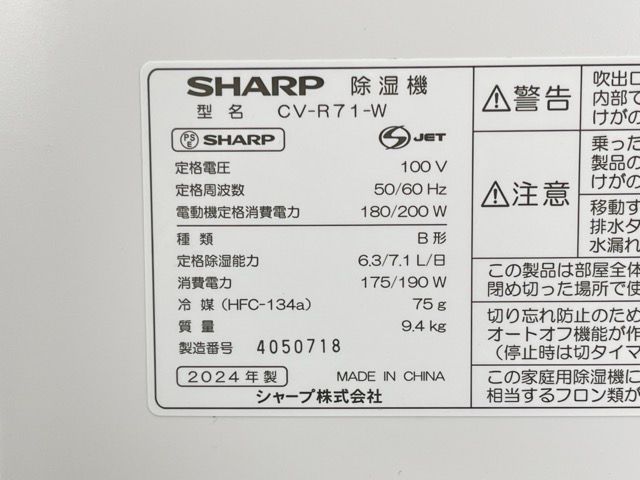 SHARP 除湿機
型名 CV-R71-W
PSE SHARP
S JET
定格電圧 100 V
定格周波数 50/60 Hz
電動機定格消費電力 180/200 W
種類 B形
定格除湿能力 6.3/7.1 L/日
消費電力 175/190 W
冷媒(HFC-134a) 75 g
質量 9.4 kg
製造番号 4050718
2024年製 MADE IN CHINA
シャープ株式会社
警告
吹出口
内部で
けがの
注意
乗った
製品の
けがの
移動す
排水タ
水漏れ
この製品は部屋全体
閉め切った場所で使
切り忘れ防止のため
オートオフ機能が作
(停止時は切タイマ
この家庭用除湿機に
相当するフロン類が